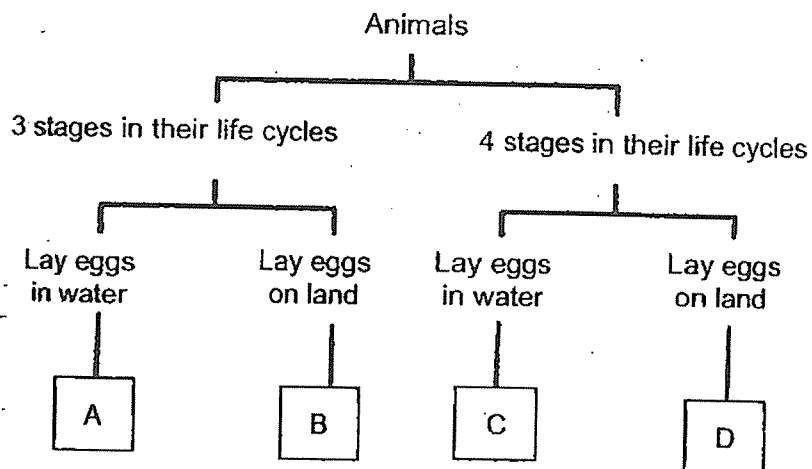 Animals
3 stages in their life cycles
4 stages in their life cycles
Lay eggs in water
Lay eggs on land
Lay eggs in water
Lay eggs on land
A
B
C
D